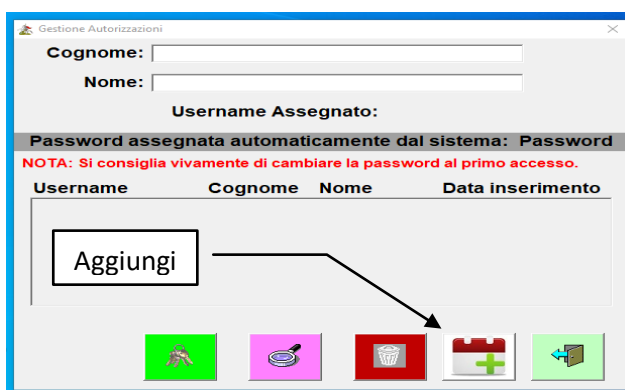 Gestione Autorizzazioni
Cognome:
Nome:
Username Assegnato:
Password assegnata automaticamente dal sistema: Password
NOTA: Si consiglia vivamente di cambiare la password al primo accesso.
Username Cognome Nome Data inserimento
Aggiungi